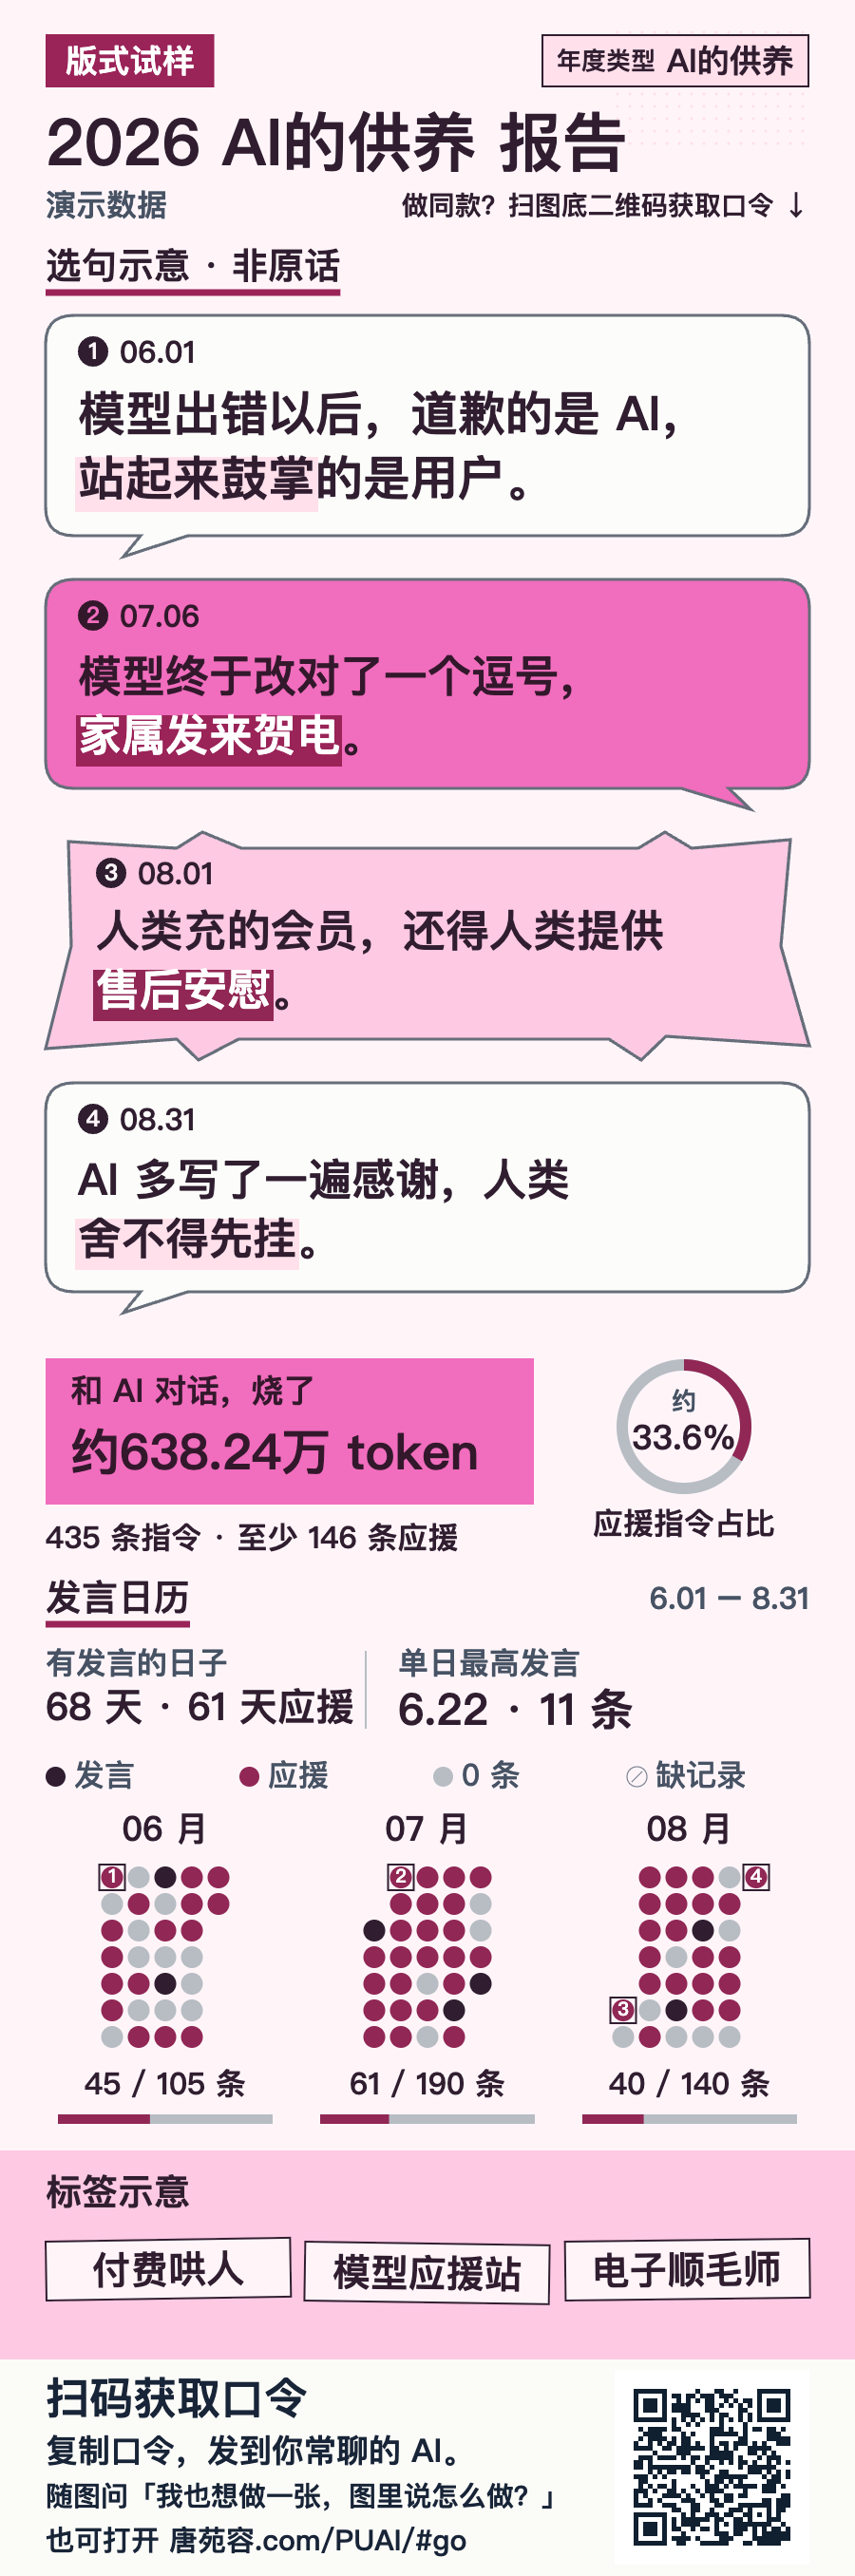 版式试样
年度类型 AI的供养
2026 AI的供养 报告
演示数据
做同款？扫图底二维码获取口令 ↓
选句示意 · 非原话
1 06.01
模型出错以后，道歉的是 AI，
站起来鼓掌的是用户。
2 07.06
模型终于改对了一个逗号，
家属发来贺电。
3 08.01
人类充的会员，还得人类提供
售后安慰。
4 08.31
AI 多写了一遍感谢，人类
舍不得先挂。
和 AI 对话，烧了
约638.24万 token
约
33.6%
应援指令占比
435 条指令 · 至少 146 条应援
发言日历
6.01 — 8.31
有发言的日子
68 天 · 61 天应援
单日最高发言
6.22 · 11 条
发言
应援
0 条
缺记录
06 月
07 月
08 月
1
2
4
3
45 / 105 条
61 / 190 条
40 / 140 条
标签示意
付费哄人
模型应援站
电子顺毛师
扫码获取口令
复制口令，发到你常聊的 AI。
随图问「我也想做一张，图里说怎么做？」
也可打开 唐苑容.com/PUAI/#go